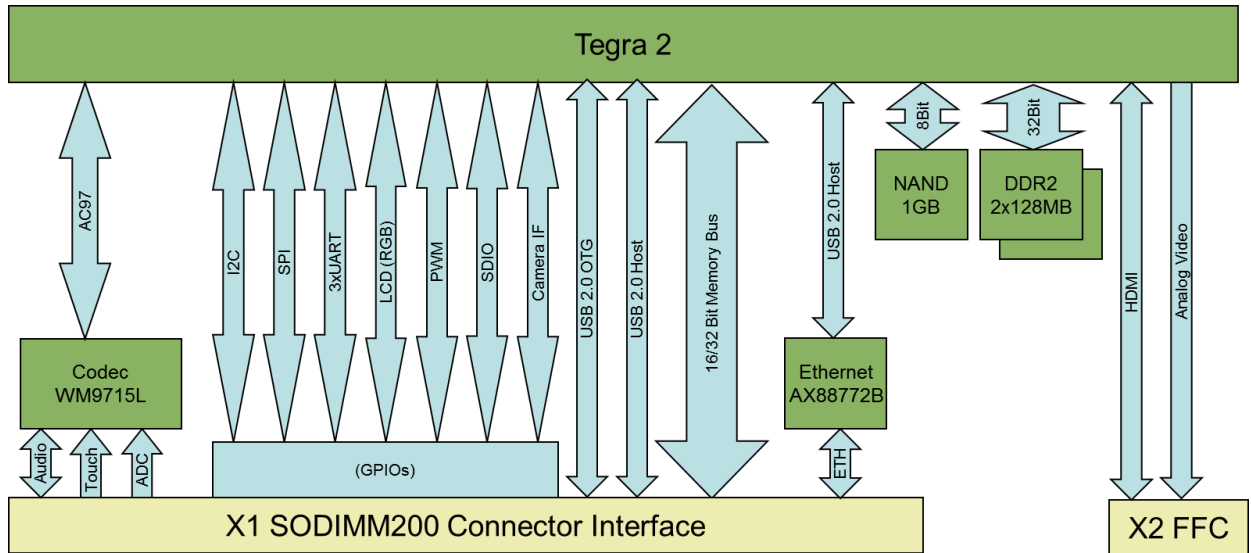 Tegra 2
AC97
I2C
SPI
3xUART
LCD (RGB)
PWM
SDIO
Camera IF
USB 2.0 OTG
USB 2.0 Host
16/32 Bit Memory Bus
USB 2.0 Host
8Bit
32Bit
HDMI
Analog Video
NAND
1GB
DDR2
2x128MB
Codec
WM9715L
Ethernet
AX88772B
Audio
Touch
ADC
(GPIOs)
ETH
X1 SODIMM200 Connector Interface
X2 FFC